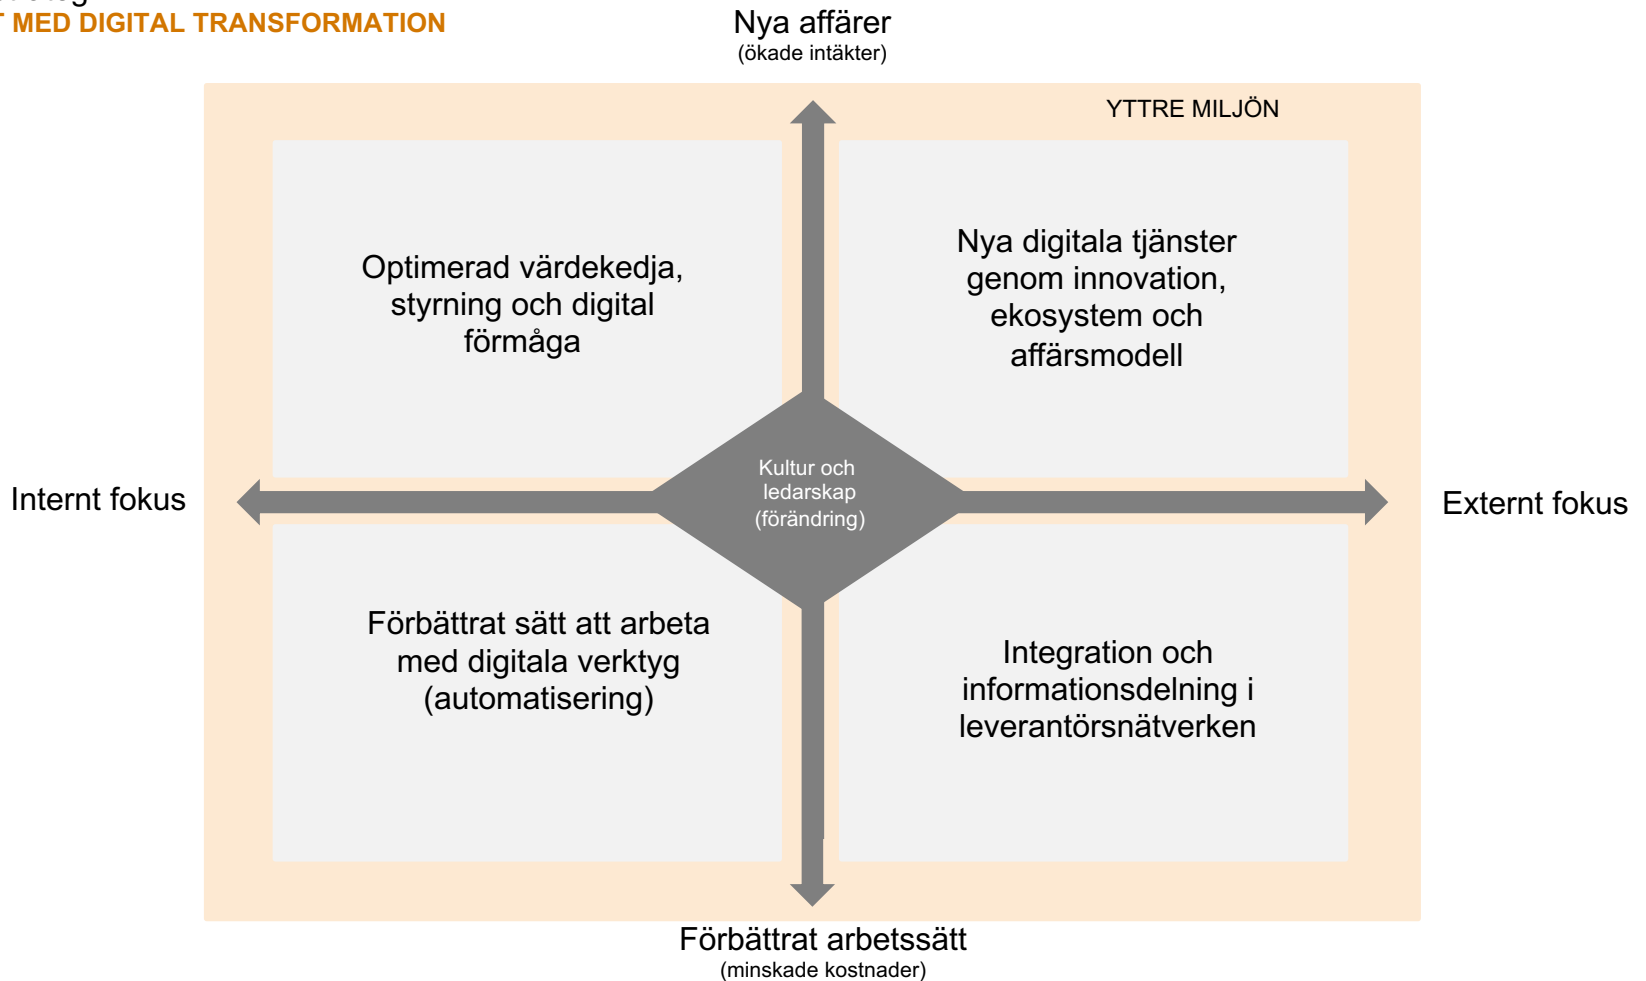 MED DIGITAL TRANSFORMATION
Nya affärer
(ökade intäkter)
YTTRE MILJÖN
Optimerad värdekedja,
styrning och digital
förmåga
Nya digitala tjänster
genom innovation,
ekosystem och
affärsmodell
Internt fokus
Kultur och
ledarskap
(förändring)
Externt fokus
Förbättrat sätt att arbeta
med digitala verktyg
(automatisering)
Integration och
informationsdelning i
leverantörsnätverken
Förbättrat arbetssätt
(minskade kostnader)